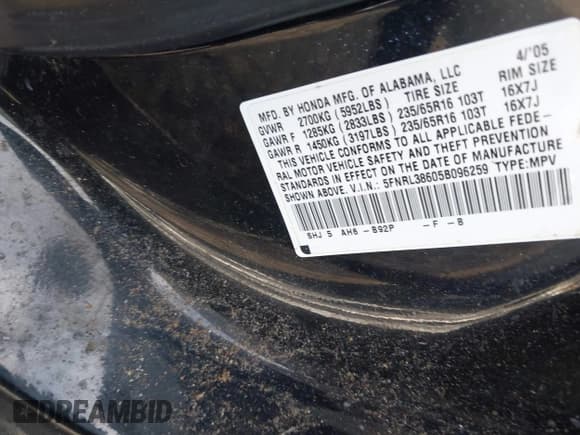 MFD. BY HONDA MFG. OF ALABAMA, LLC 4/'05
GVWR 2700KG (5952LBS) TIRE SIZE RIM SIZE
GAWR F 1285KG (2833LBS) 235/65R16 103T 16X7J
GAWR R 1450KG (3197LBS) 235/65R16 103T 16X7J
THIS VEHICLE CONFORMS TO ALL APPLICABLE FEDE-
RAL MOTOR VEHICLE SAFETY AND THEFT PREVENTION
STANDARDS IN EFFECT ON THE DATE OF MANUFACTURE
SHOWN ABOVE. V.I.N.: 5FNRL38605B096259 TYPE:MPV
SHJ 5 AH6 -B92P -F -B
DREAMBID